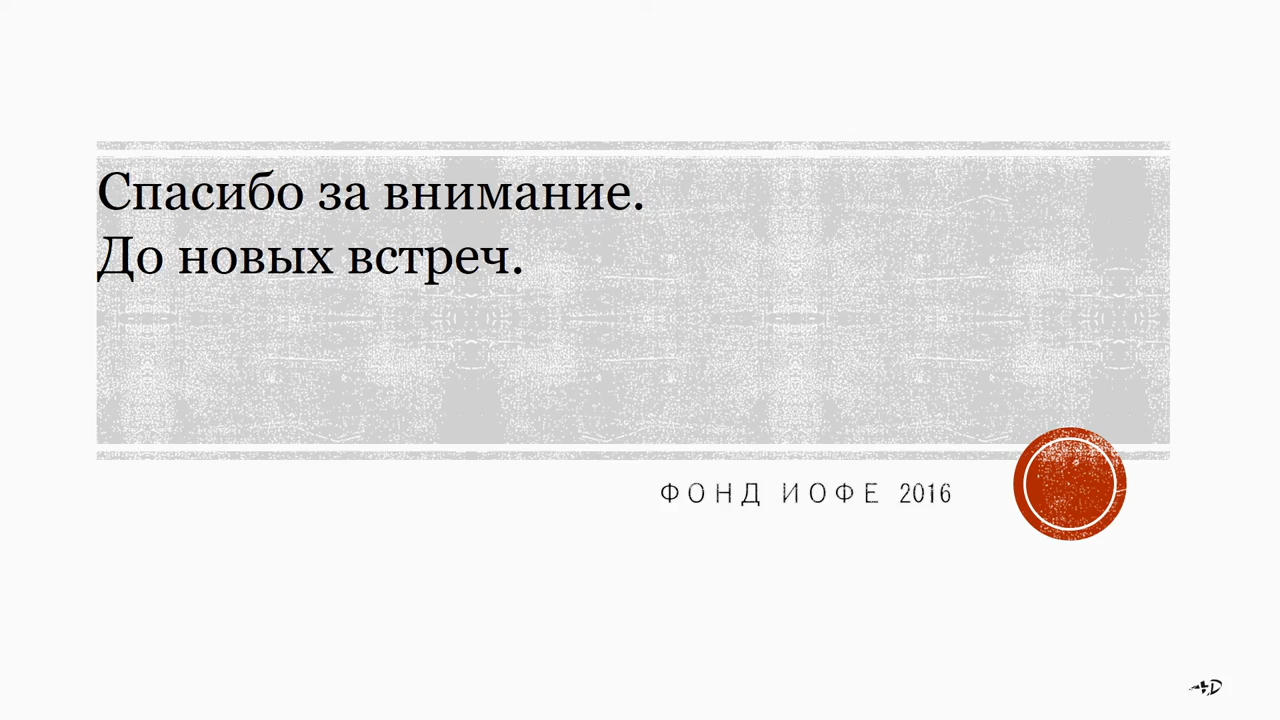 Спасибо за внимание.
До новых встреч.
ФОНД ИОФЕ 2016